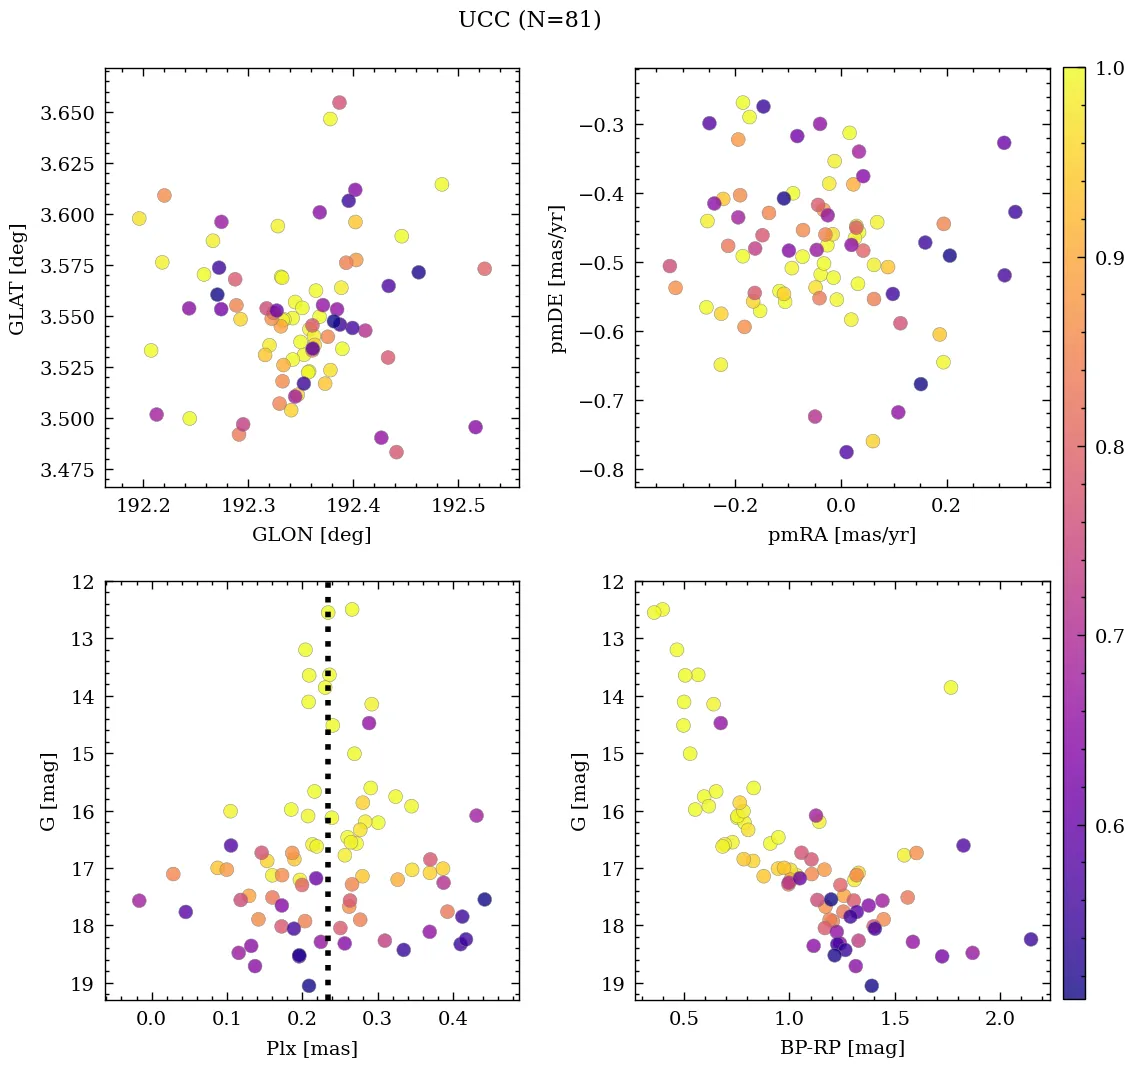 UCC (N=81)
3.650
3.625
3.600
3.575
3.550
3.525
3.500
3.475
GLAT [deg]
192.2 192.3 192.4 192.5
GLON [deg]
−0.3
−0.4
−0.5
−0.6
−0.7
−0.8
pmDE [mas/yr]
−0.2 0.0 0.2
pmRA [mas/yr]
1.0
0.9
0.8
0.7
0.6
12
13
14
15
16
17
18
19
G [mag]
0.0 0.1 0.2 0.3 0.4
Plx [mas]
12
13
14
15
16
17
18
19
G [mag]
0.5 1.0 1.5 2.0
BP-RP [mag]